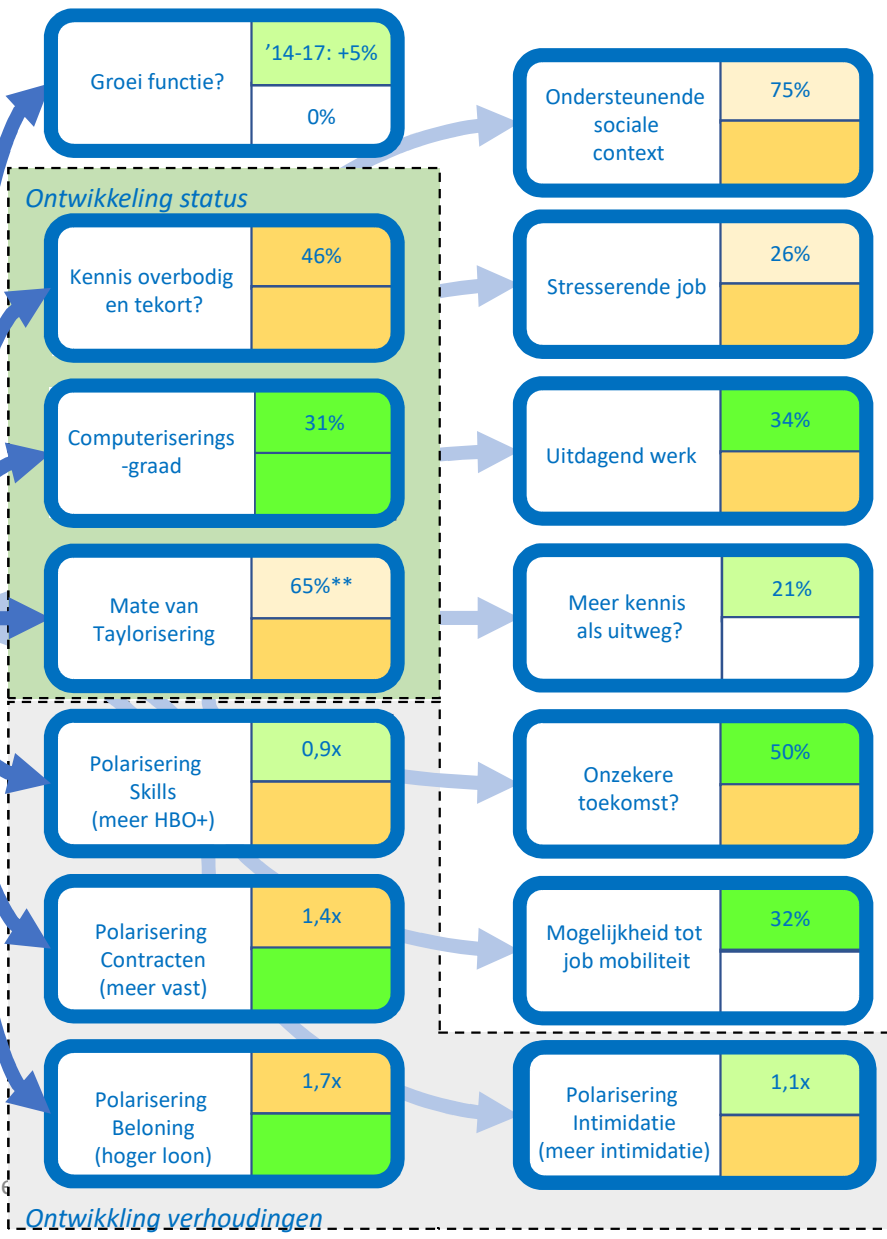 Groei functie?
’14-17: +5%
0%
Ontwikkeling status
Kennis overbodig
en tekort?
46%
Computeriserings
-graad
31%
Mate van
Taylorisering
65%**
Polarisering
Skills
(meer HBO+)
0,9x
Polarisering
Contracten
(meer vast)
1,4x
Polarisering
Beloning
(hoger loon)
1,7x
Ontwikkling verhoudingen
Ondersteunende
sociale
context
75%
Stresserende job
26%
Uitdagend werk
34%
Meer kennis
als uitweg?
21%
Onzekere
toekomst?
50%
Mogelijkheid tot
job mobiliteit
32%
Polarisering
Intimidatie
(meer intimidatie)
1,1x